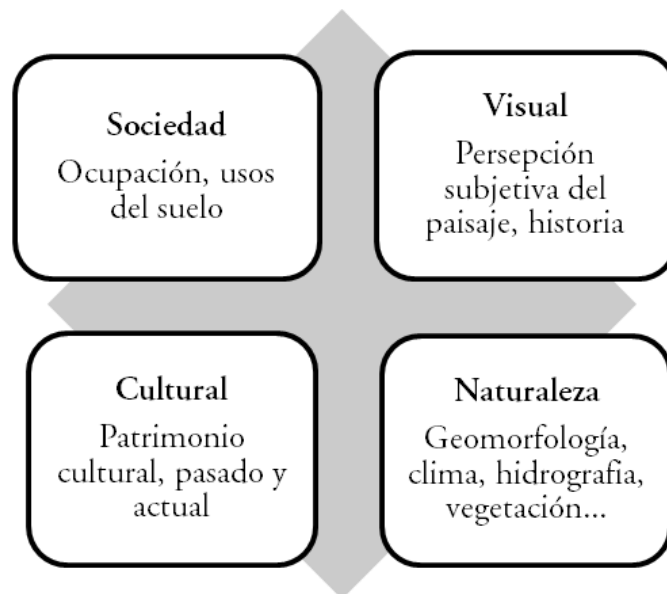 Sociedad
Ocupación, usos
del suelo
Visual
Persepción
subjetiva del
paisaje, historia
Cultural
Patrimonio
cultural, pasado y
actual
Naturaleza
Geomorfología,
clima, hidrografia,
vegetación...